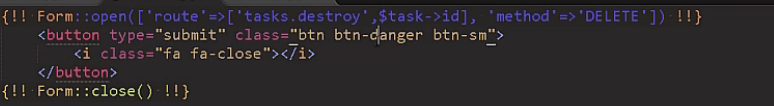 {!! Form::open(['route'=>['tasks.destroy',$task->id], 'method'=>'DELETE']) !!}
<button type="submit" class="btn btn-danger btn-sm">
<i class="fa fa-close"></i>
</button>
{!! Form::close() !!}